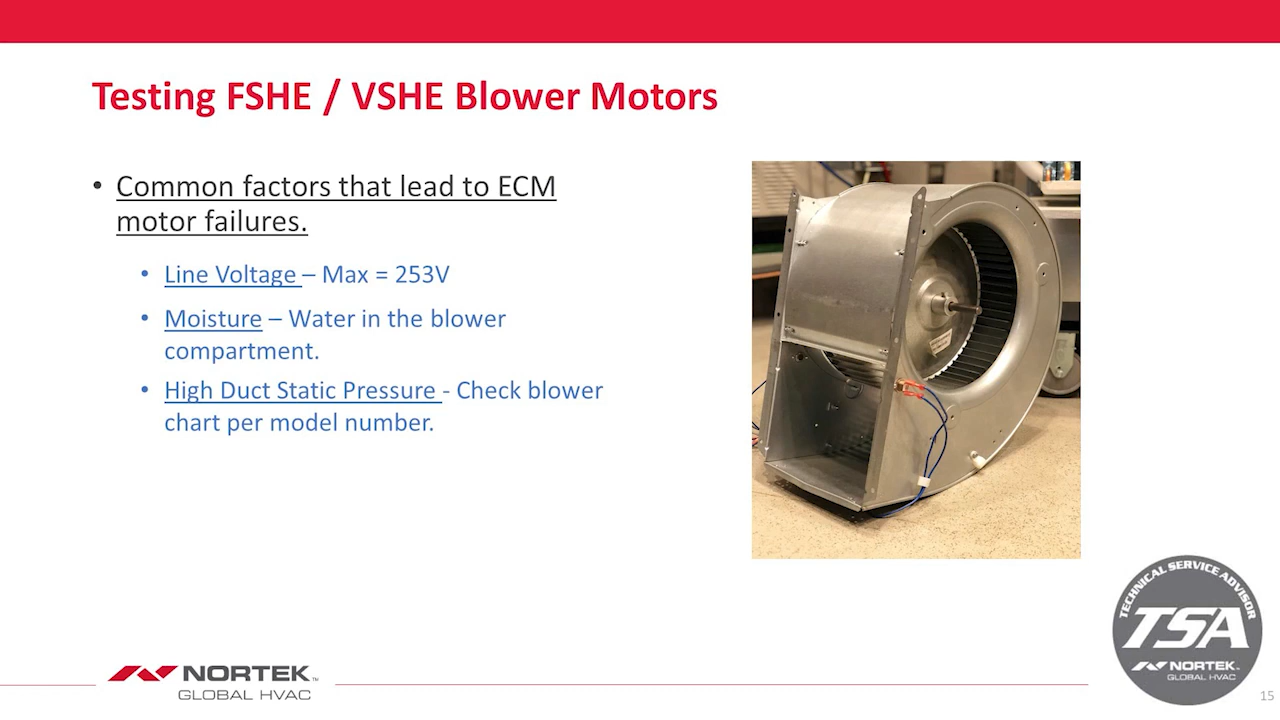 Testing FSHE / VSHE Blower Motors
• Common factors that lead to ECM
motor failures.
• Line Voltage – Max = 253V
• Moisture – Water in the blower
compartment.
• High Duct Static Pressure - Check blower
chart per model number.
NORTEK™
GLOBAL HVAC
TECHNICAL SERVICE ADVISOR
TSA
NORTEK™
GLOBAL HVAC
15